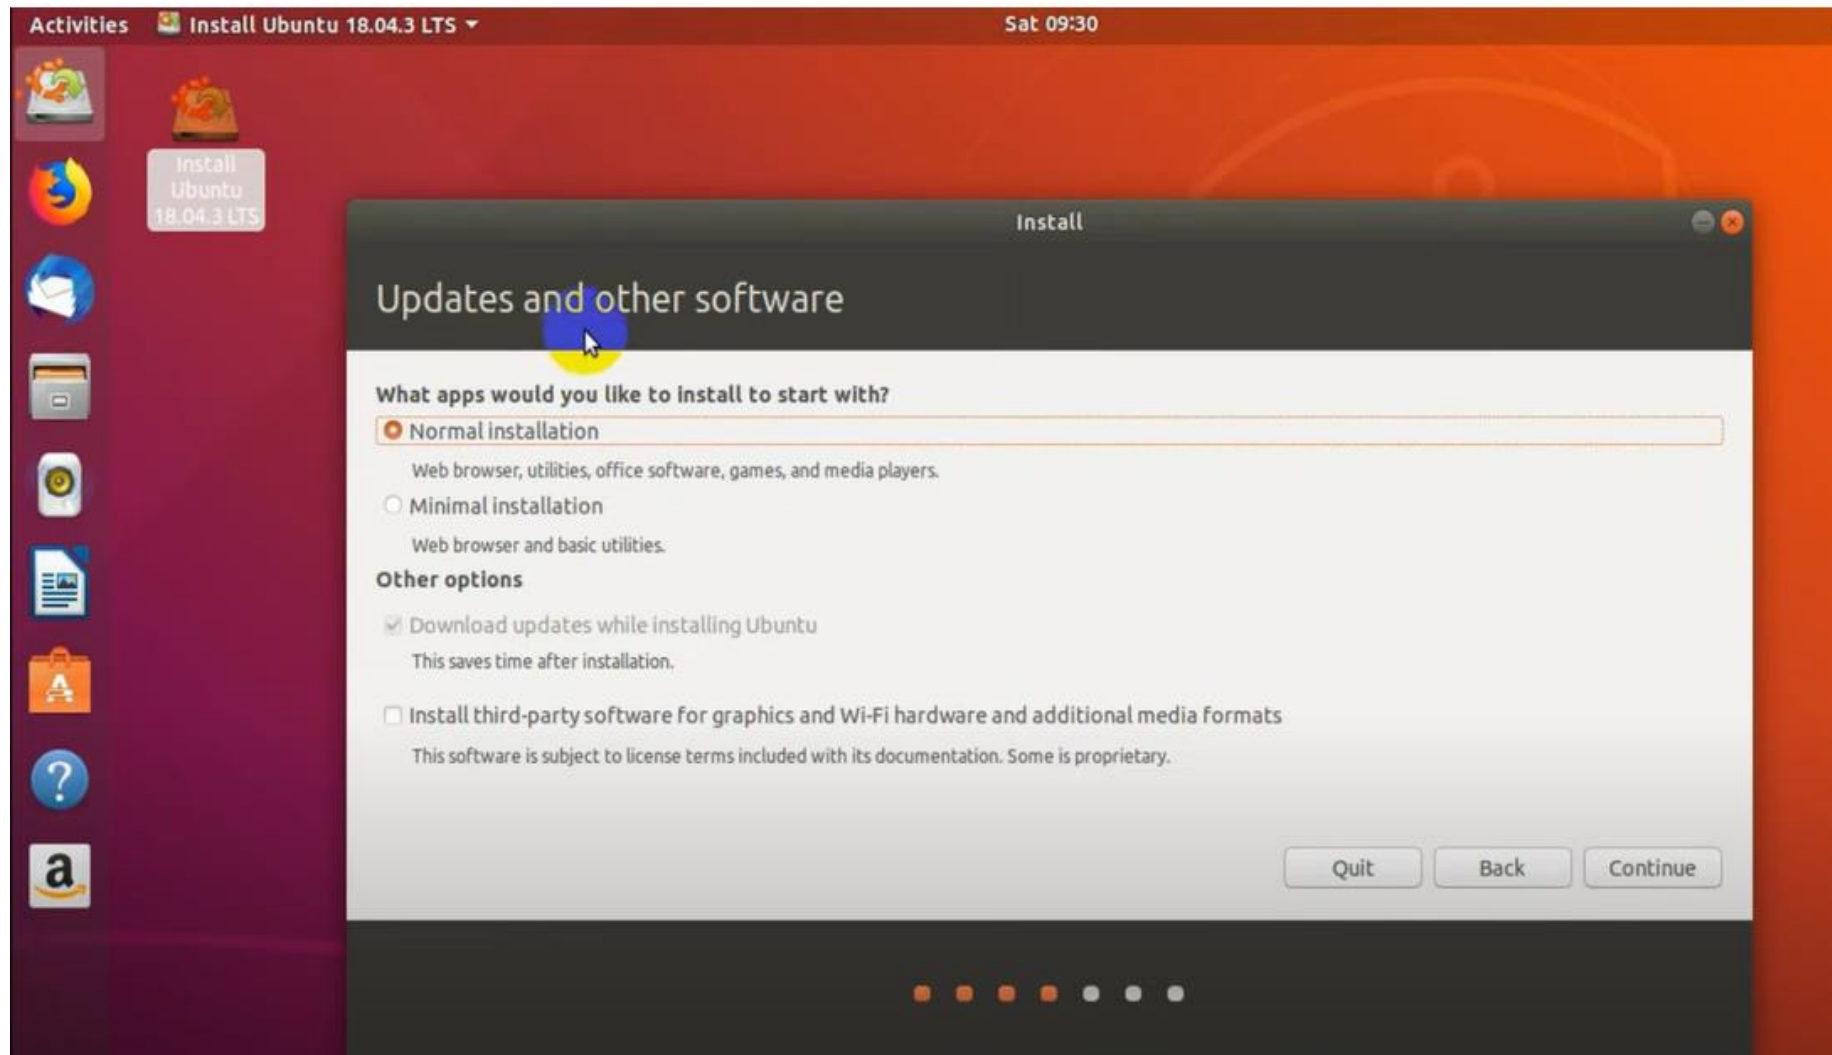 Activities
Install Ubuntu 18.04.3 LTS
Sat 09:30
Install
Ubuntu
18.04.3 LTS
Install
Updates and other software
What apps would you like to install to start with?
Normal installation
Web browser, utilities, office software, games, and media players.
Minimal installation
Web browser and basic utilities.
Other options
Download updates while installing Ubuntu
This saves time after installation.
Install third-party software for graphics and Wi-Fi hardware and additional media formats
This software is subject to license terms included with its documentation. Some is proprietary.
Quit
Back
Continue